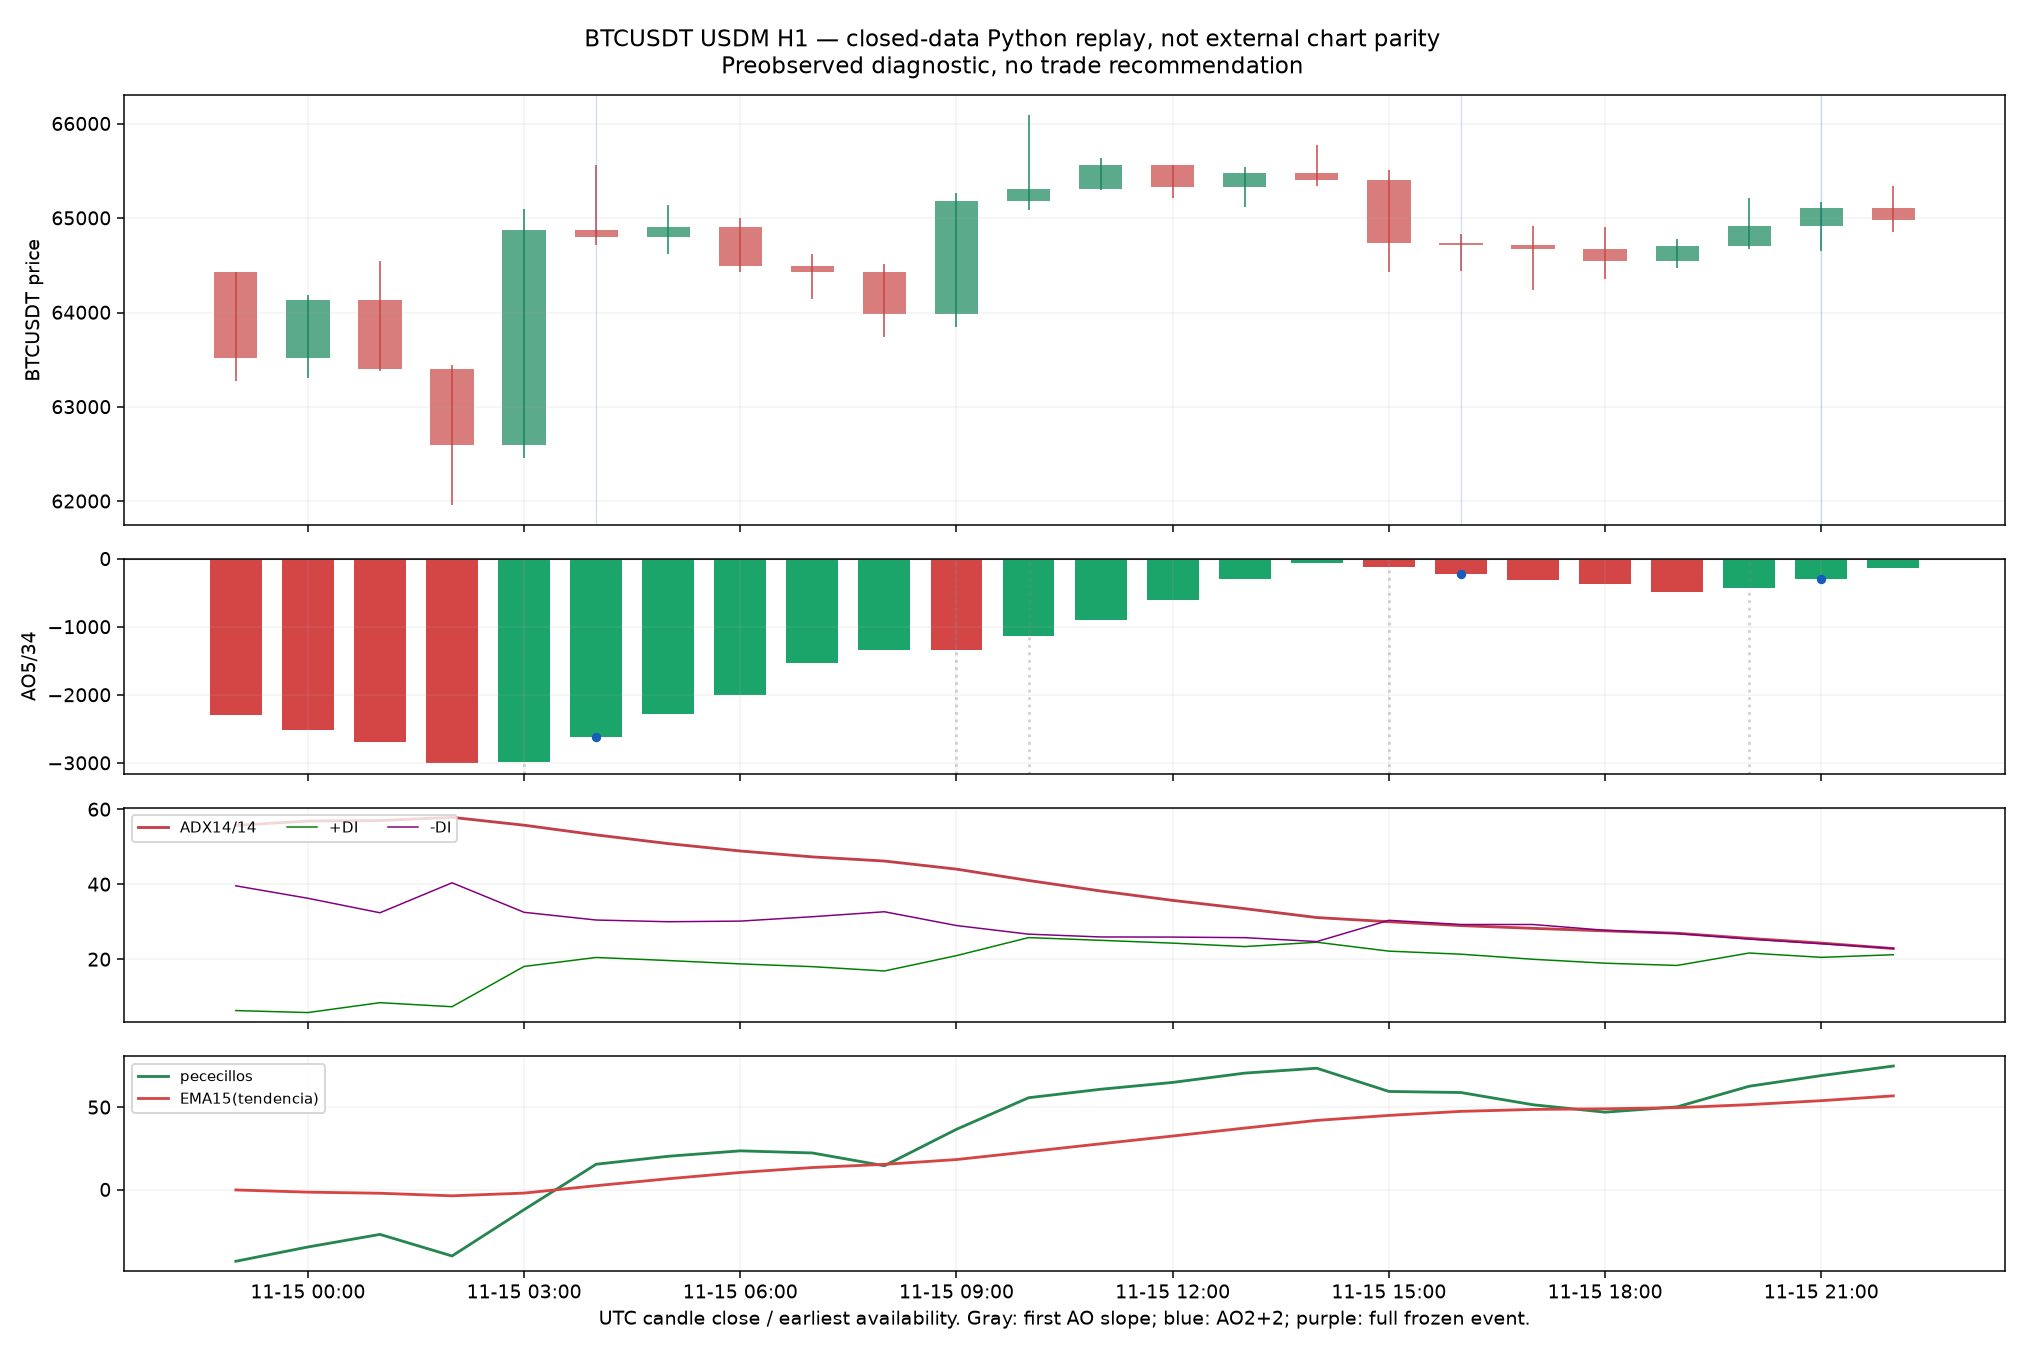 BTCUSDT USDM H1 — closed-data Python replay, not external chart parity
Preobserved diagnostic, no trade recommendation
BTCUSDT price
66000
65000
64000
63000
62000
AO5/34
0
−1000
−2000
−3000
60
40
20
ADX14/14
+DI
-DI
50
0
pececillos
EMA15(tendencia)
11-15 00:00
11-15 03:00
11-15 06:00
11-15 09:00
11-15 12:00
11-15 15:00
11-15 18:00
11-15 21:00
UTC candle close / earliest availability. Gray: first AO slope; blue: AO2+2; purple: full frozen event.